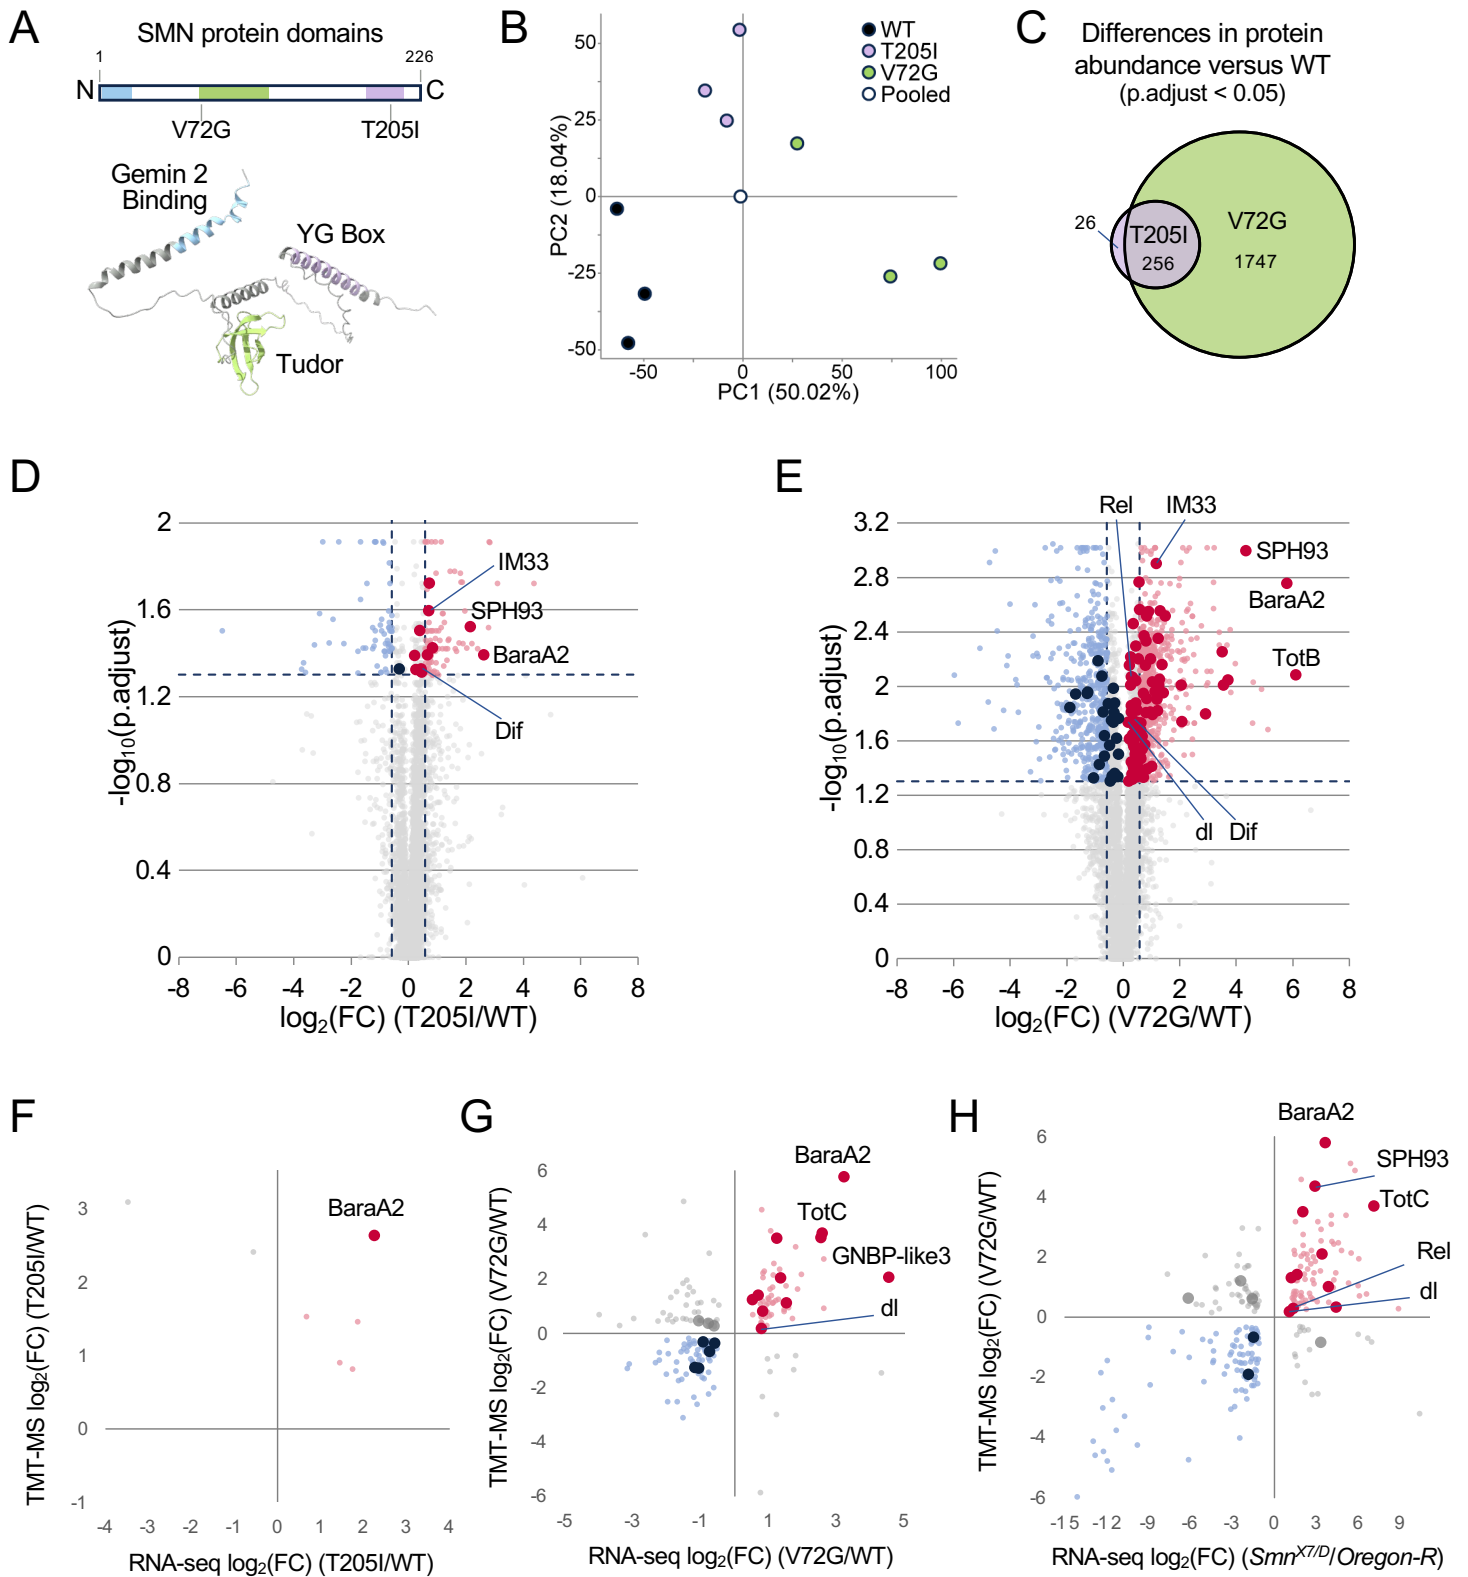 A
SMN protein domains
1
226
N
C
V72G
T205I
Gemin 2
Binding
YG Box
Tudor
B
WT
T205I
V72G
Pooled
50
25
0
-25
-50
PC2 (18.04%)
-50
0
50
100
PC1 (50.02%)
C
Differences in protein
abundance versus WT
(p.adjust < 0.05)
26
T205I
256
V72G
1747
D
2
1.6
1.2
0.8
0.4
0
-log10(p.adjust)
IM33
SPH93
BaraA2
Dif
-8
-6
-4
-2
0
2
4
6
8
log2(FC) (T205I/WT)
E
Rel
IM33
3.2
2.8
2.4
2
1.6
1.2
0.8
0.4
0
-log10(p.adjust)
SPH93
BaraA2
TotB
dl
Dif
-8
-6
-4
-2
0
2
4
6
8
log2(FC) (V72G/WT)
F
3
2
1
0
-1
TMT-MS log2(FC) (T205I/WT)
BaraA2
-4
-3
-2
-1
0
1
2
3
4
RNA-seq log2(FC) (T205I/WT)
G
6
4
2
0
-2
-4
-6
TMT-MS log2(FC) (V72G/WT)
BaraA2
TotC
GNBP-like3
dl
-5
-3
-1
1
3
5
RNA-seq log2(FC) (V72G/WT)
H
6
4
2
0
-2
-4
-6
TMT-MS log2(FC) (V72G/WT)
BaraA2
SPH93
TotC
Rel
dl
-15
-12
-9
-6
-3
0
3
6
9
RNA-seq log2(FC) (SmnX7/D/Oregon-R)